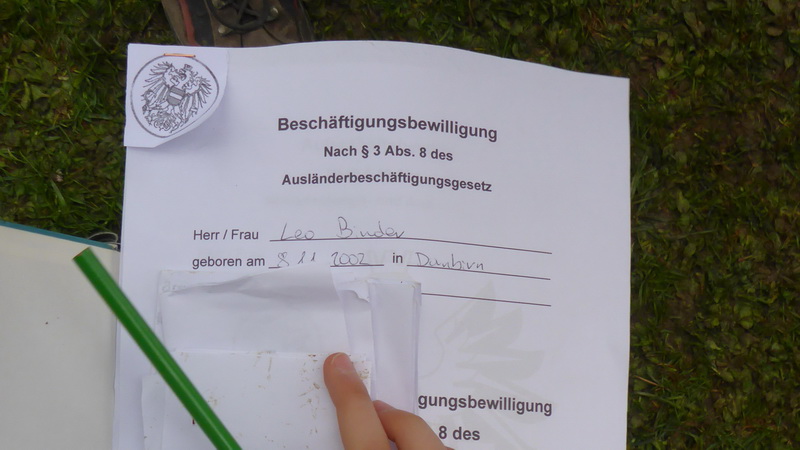 Beschäftigungsbewilligung
Nach § 3 Abs. 8 des
Ausländerbeschäftigungsgesetz
Herr / Frau Leo Binder
geboren am 8 11 2002 in
gungsbewilligung
8 des